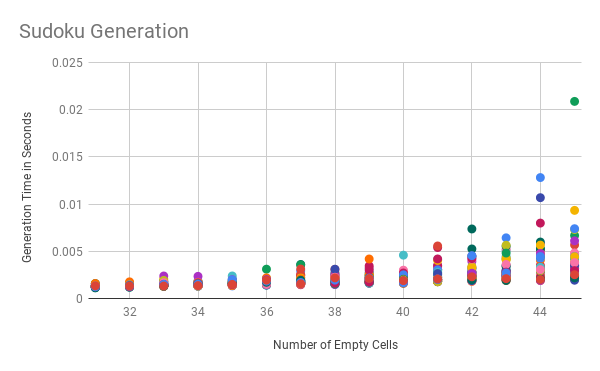 Sudoku Generation
Generation Time in Seconds
0.025
0.02
0.015
0.01
0.005
0
32 34 36 38 40 42 44
Number of Empty Cells